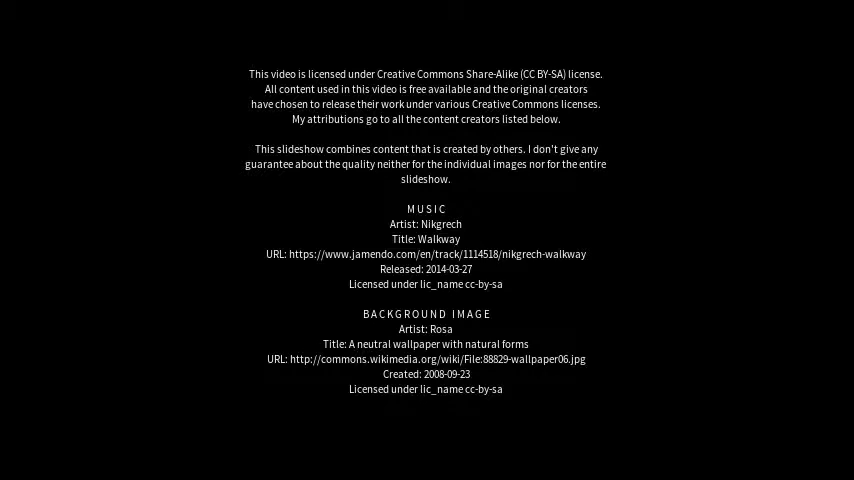 This video is licensed under Creative Commons Share-Alike (CC BY-SA) license.
All content used in this video is free available and the original creators
have chosen to release their work under various Creative Commons licenses.
My attributions go to all the content creators listed below.
This slideshow combines content that is created by others. I don't give any
guarantee about the quality neither for the individual images nor for the entire
slideshow.
MUSIC
Artist: Nikgrech
Title: Walkway
URL: https://www.jamendo.com/en/track/1114518/nikgrech-walkway
Released: 2014-03-27
Licensed under lic_name cc-by-sa
BACKGROUND IMAGE
Artist: Rosa
Title: A neutral wallpaper with natural forms
URL: http://commons.wikimedia.org/wiki/File:88829-wallpaper06.jpg
Created: 2008-09-23
Licensed under lic_name cc-by-sa